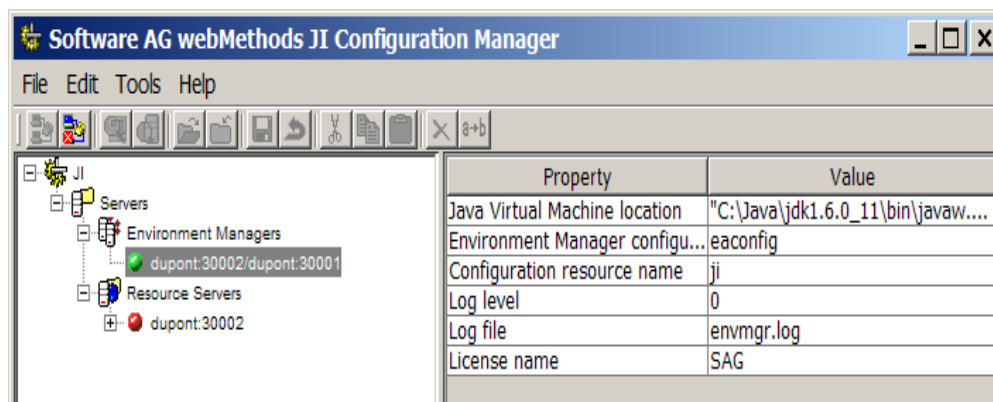 Software AG webMethods JI Configuration Manager
File Edit Tools Help
a→b
JI
Servers
Environment Managers
dupont:30002/dupont:30001
Resource Servers
dupont:30002
Property Value
Java Virtual Machine location "C:\Java\jdk1.6.0_11\bin\javaw....
Environment Manager configu... eaconfig
Configuration resource name ji
Log level 0
Log file envmgr.log
License name SAG